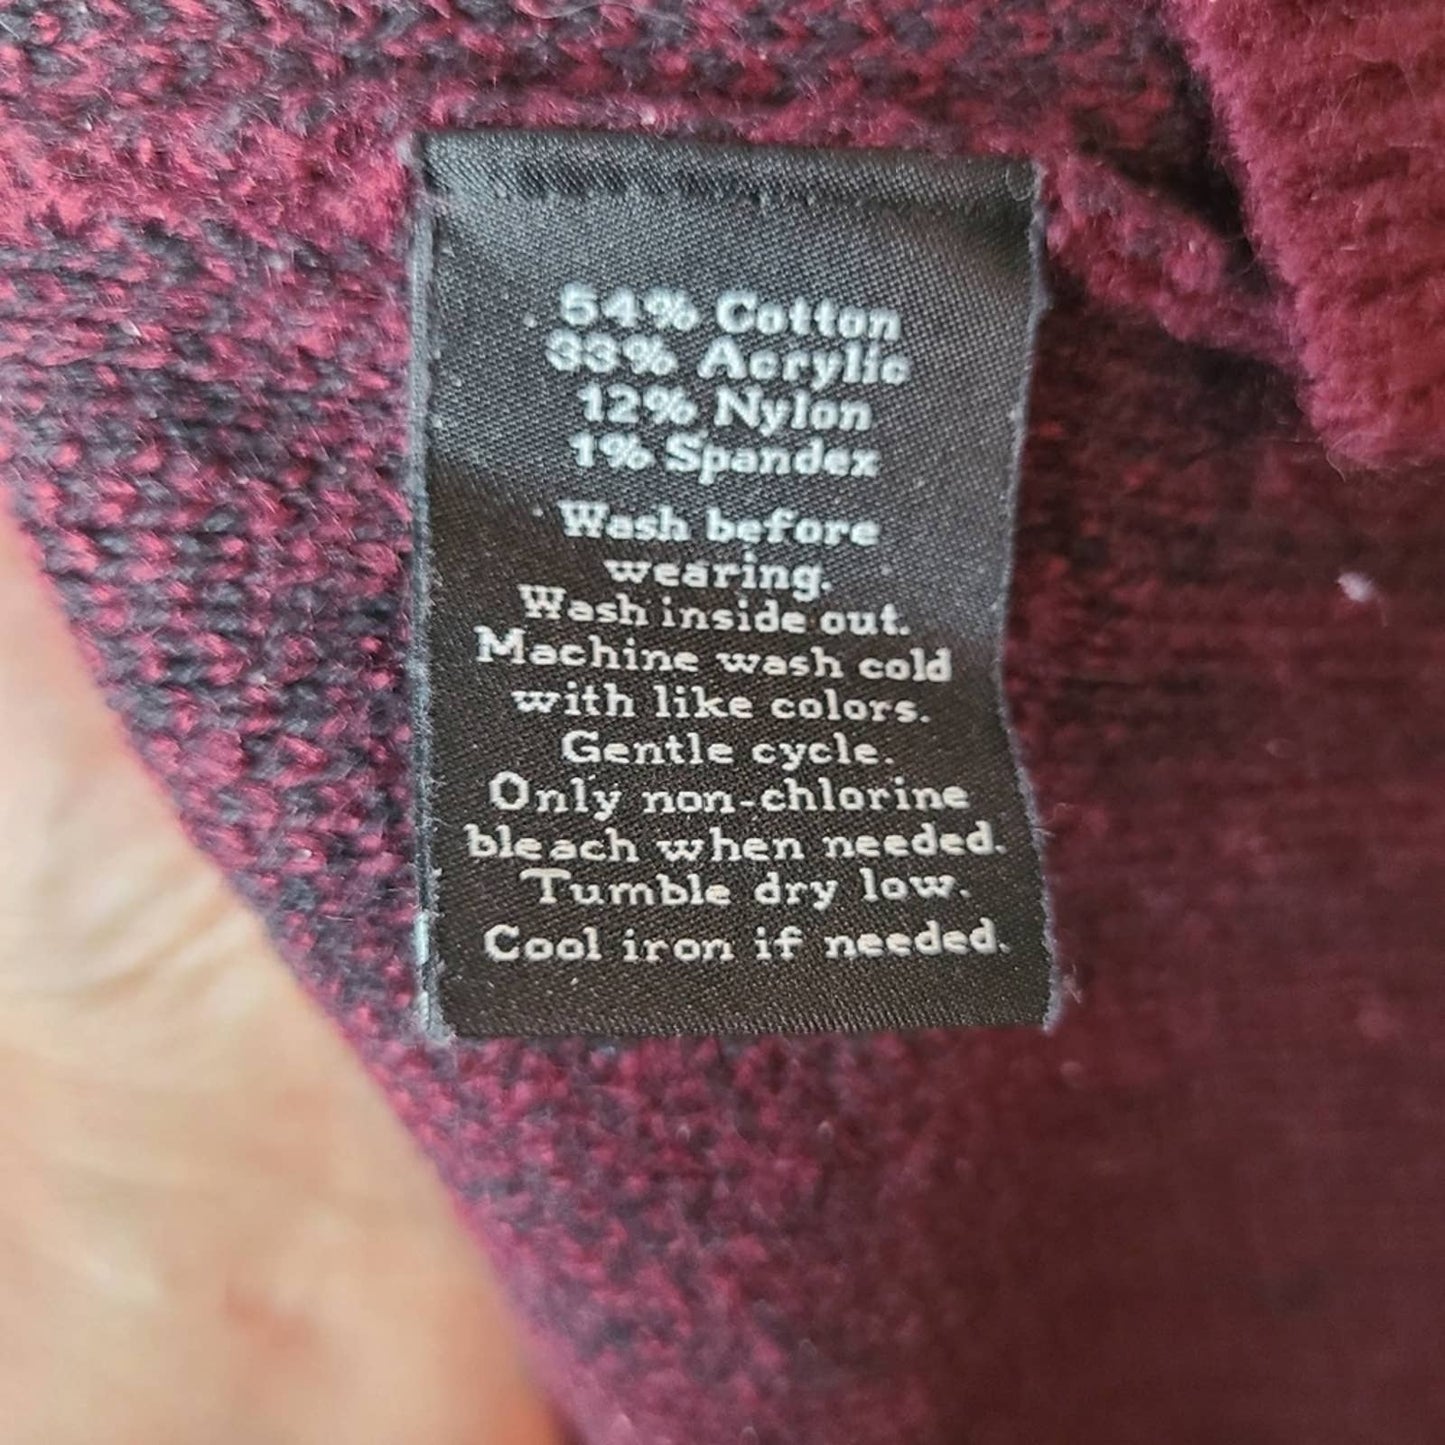 54% Cotton
33% Acrylic
12% Nylon
1% Spandex
Wash before
wearing.
Wash inside out.
Machine wash cold
with like colors.
Gentle cycle.
Only non-chlorine
bleach when needed.
Tumble dry low.
Cool iron if needed.